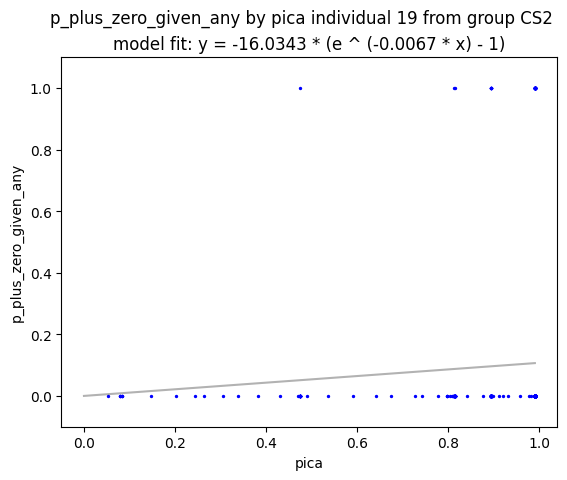 p_plus_zero_given_any by pica individual 19 from group CS2
model fit: y = -16.0343 * (e ^ (-0.0067 * x) - 1)
1.0
0.8
0.6
0.4
0.2
0.0
p_plus_zero_given_any
0.0 0.2 0.4 0.6 0.8 1.0
pica